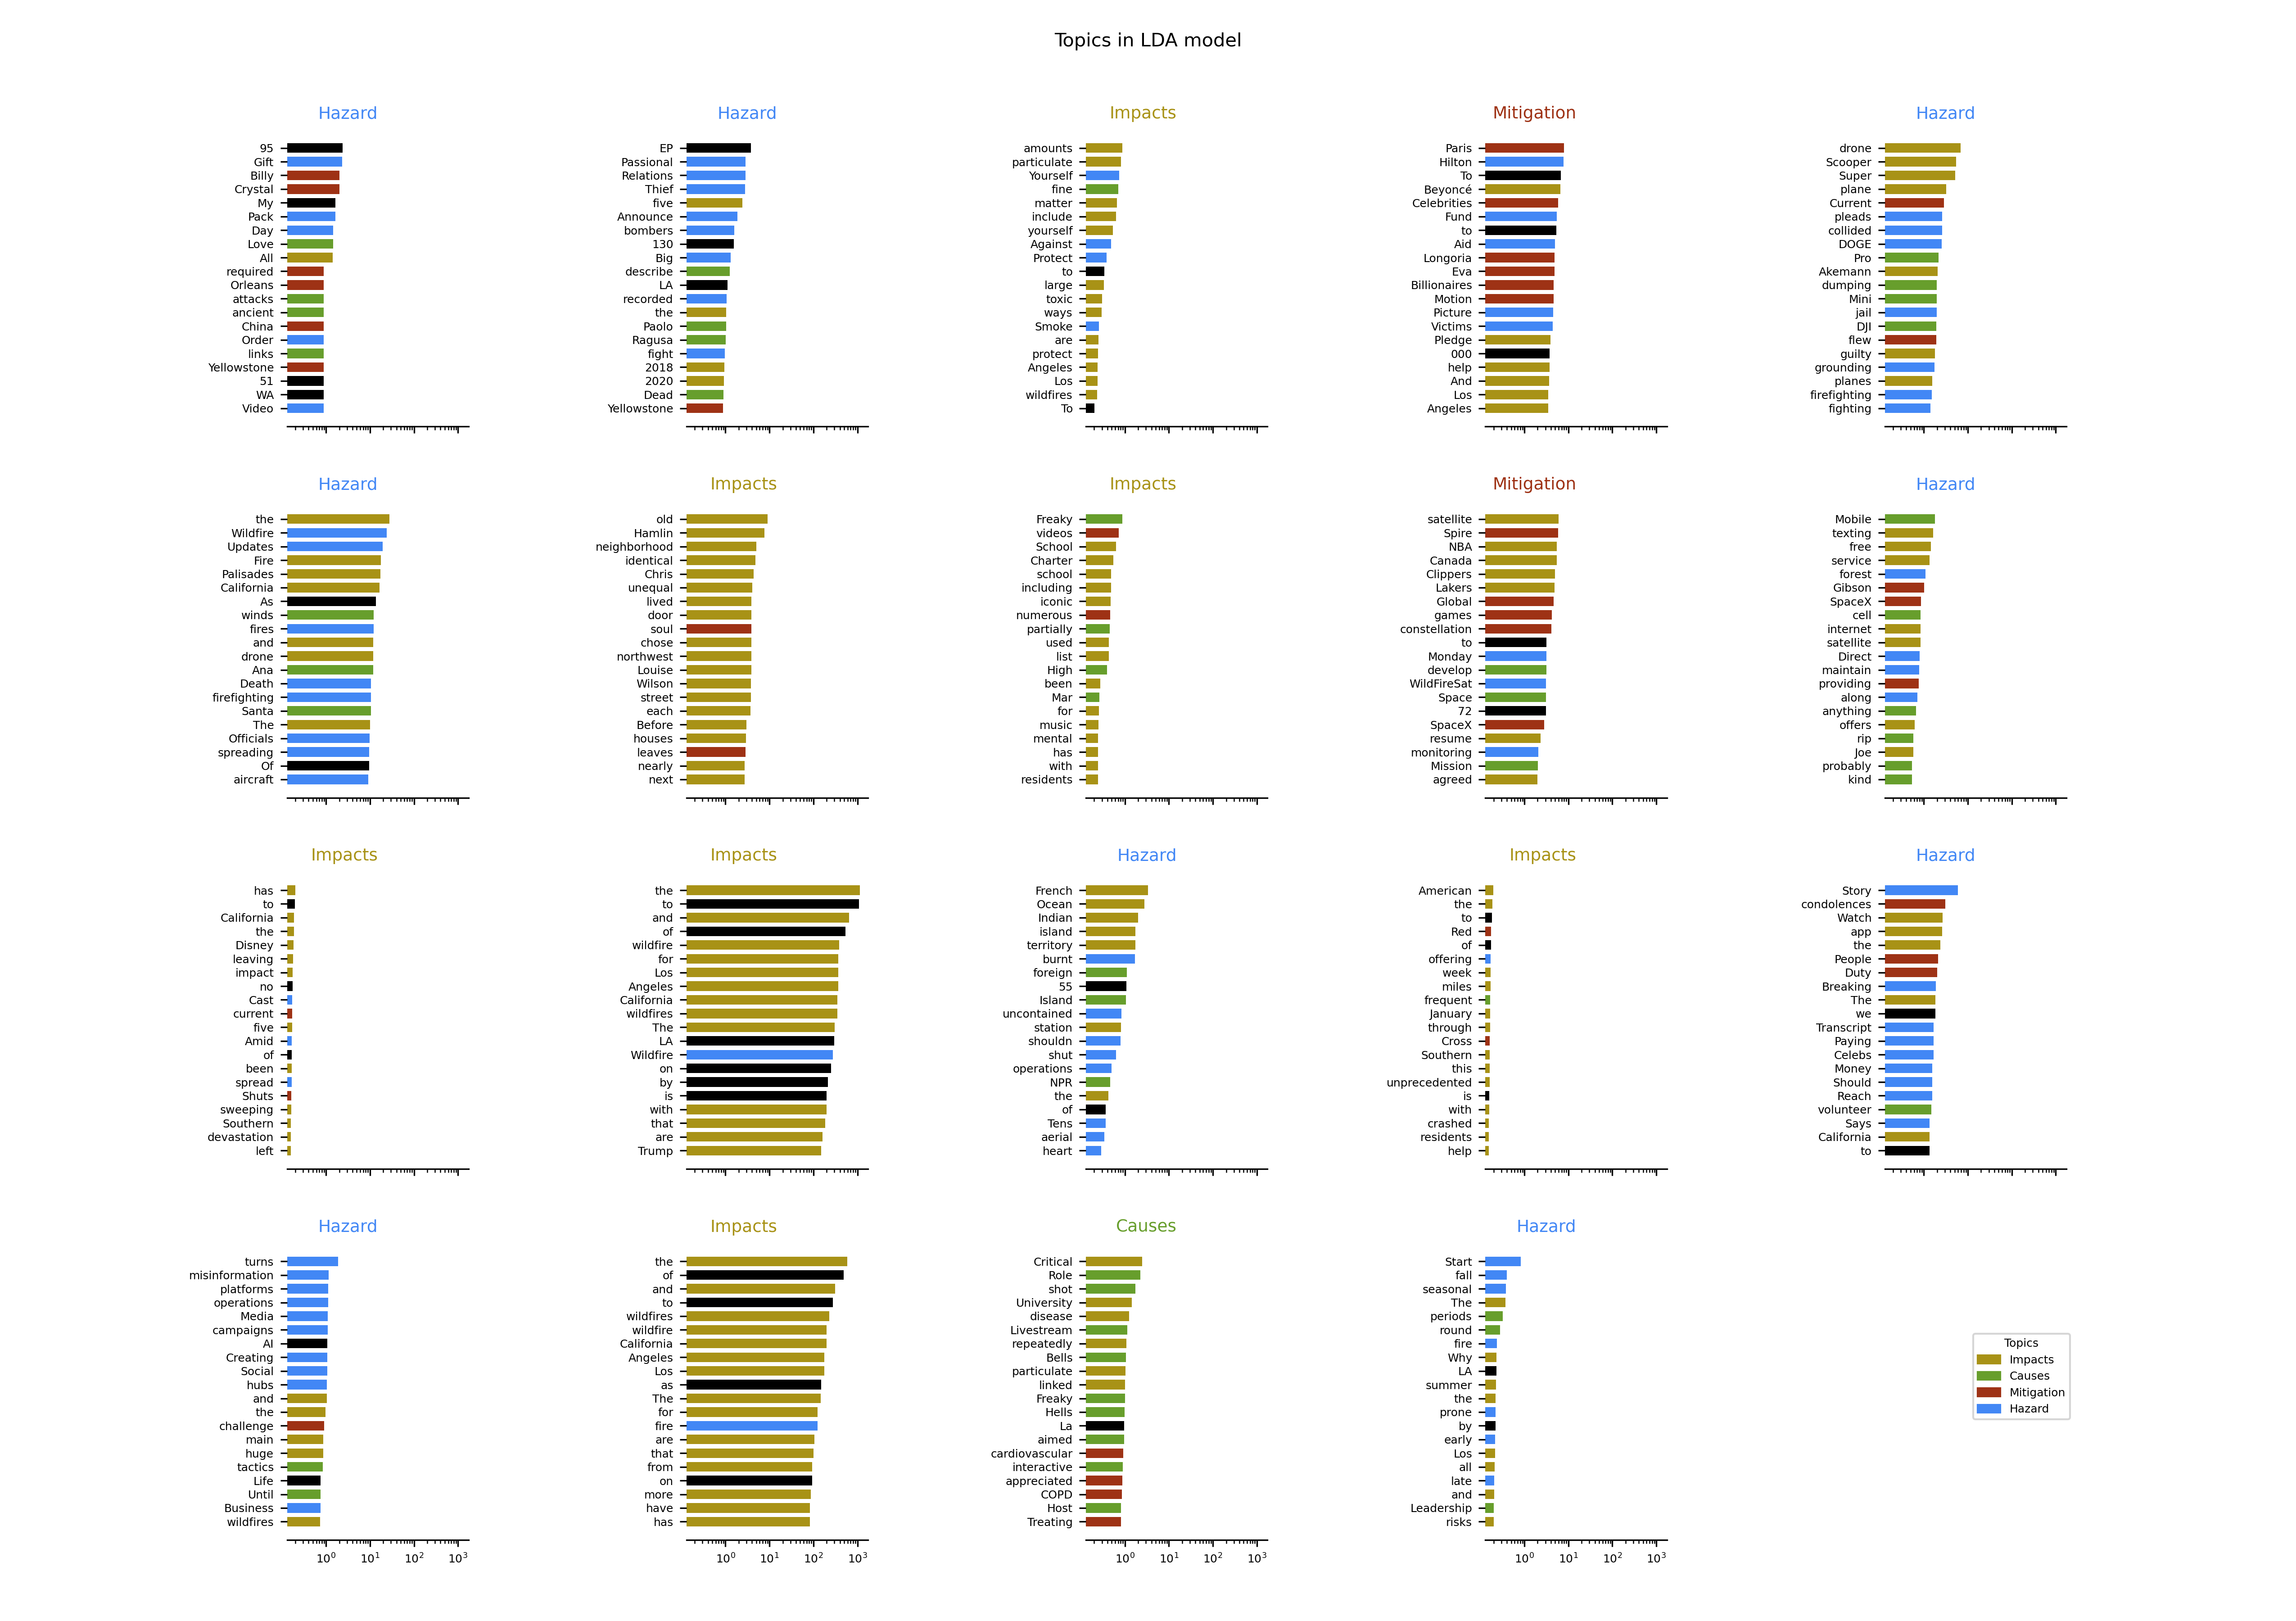 Topics in LDA model
Hazard
95
Gift
Billy
Crystal
My
Pack
Day
Love
All
required
Orleans
attacks
ancient
China
Order
links
Yellowstone
51
WA
Video
Hazard
EP
Passional
Relations
Thief
five
Announce
bombers
130
Big
describe
LA
recorded
the
Paolo
Ragusa
fight
2018
2020
Dead
Yellowstone
Impacts
amounts
particulate
Yourself
fine
matter
include
yourself
Against
Protect
to
large
toxic
ways
Smoke
are
protect
Angeles
Los
wildfires
To
Mitigation
Paris
Hilton
To
Beyoncé
Celebrities
Fund
to
Aid
Longoria
Eva
Billionaires
Motion
Picture
Victims
Pledge
000
help
And
Los
Angeles
Hazard
drone
Scooper
Super
plane
Current
pleads
collided
DOGE
Pro
Akemann
dumping
Mini
jail
DJI
flew
guilty
grounding
planes
firefighting
fighting
Hazard
the
Wildfire
Updates
Fire
Palisades
California
As
winds
fires
and
drone
Ana
Death
firefighting
Santa
The
Officials
spreading
Of
aircraft
Impacts
old
Hamlin
neighborhood
identical
Chris
unequal
lived
door
soul
chose
northwest
Louise
Wilson
street
each
Before
houses
leaves
nearly
next
Impacts
Freaky
videos
School
Charter
school
including
iconic
numerous
partially
used
list
High
been
Mar
for
music
mental
has
with
residents
Mitigation
satellite
Spire
NBA
Canada
Clippers
Lakers
Global
games
constellation
to
Monday
develop
WildFireSat
Space
72
SpaceX
resume
monitoring
Mission
agreed
Hazard
Mobile
texting
free
service
forest
Gibson
SpaceX
cell
internet
satellite
Direct
maintain
providing
along
anything
offers
rip
Joe
probably
kind
Impacts
has
to
California
the
Disney
leaving
impact
no
Cast
current
five
Amid
of
been
spread
Shuts
sweeping
Southern
devastation
left
Impacts
the
to
and
of
wildfire
for
Los
Angeles
California
wildfires
The
LA
Wildfire
on
by
is
with
that
are
Trump
Hazard
French
Ocean
Indian
island
territory
burnt
foreign
55
Island
uncontained
station
shouldn
shut
operations
NPR
the
of
Tens
aerial
heart
Impacts
American
the
to
Red
of
offering
week
miles
frequent
January
through
Cross
Southern
this
unprecedented
is
with
crashed
residents
help
Hazard
Story
condolences
Watch
app
the
People
Duty
Breaking
The
we
Transcript
Paying
Celebs
Money
Should
Reach
volunteer
Says
California
to
Hazard
turns
misinformation
platforms
operations
Media
campaigns
AI
Creating
Social
hubs
and
the
challenge
main
huge
tactics
Life
Until
Business
wildfires
10⁰ 10¹ 10² 10³
Impacts
the
of
and
to
wildfires
wildfire
California
Angeles
Los
as
The
for
fire
are
that
from
on
more
have
has
10⁰ 10¹ 10² 10³
Causes
Critical
Role
shot
University
disease
Livestream
repeatedly
Bells
particulate
linked
Freaky
Hells
La
aimed
cardiovascular
interactive
appreciated
COPD
Host
Treating
10⁰ 10¹ 10² 10³
Hazard
Start
fall
seasonal
The
periods
round
fire
Why
LA
summer
the
prone
by
early
Los
all
late
and
Leadership
risks
10⁰ 10¹ 10² 10³
Topics
Impacts
Causes
Mitigation
Hazard